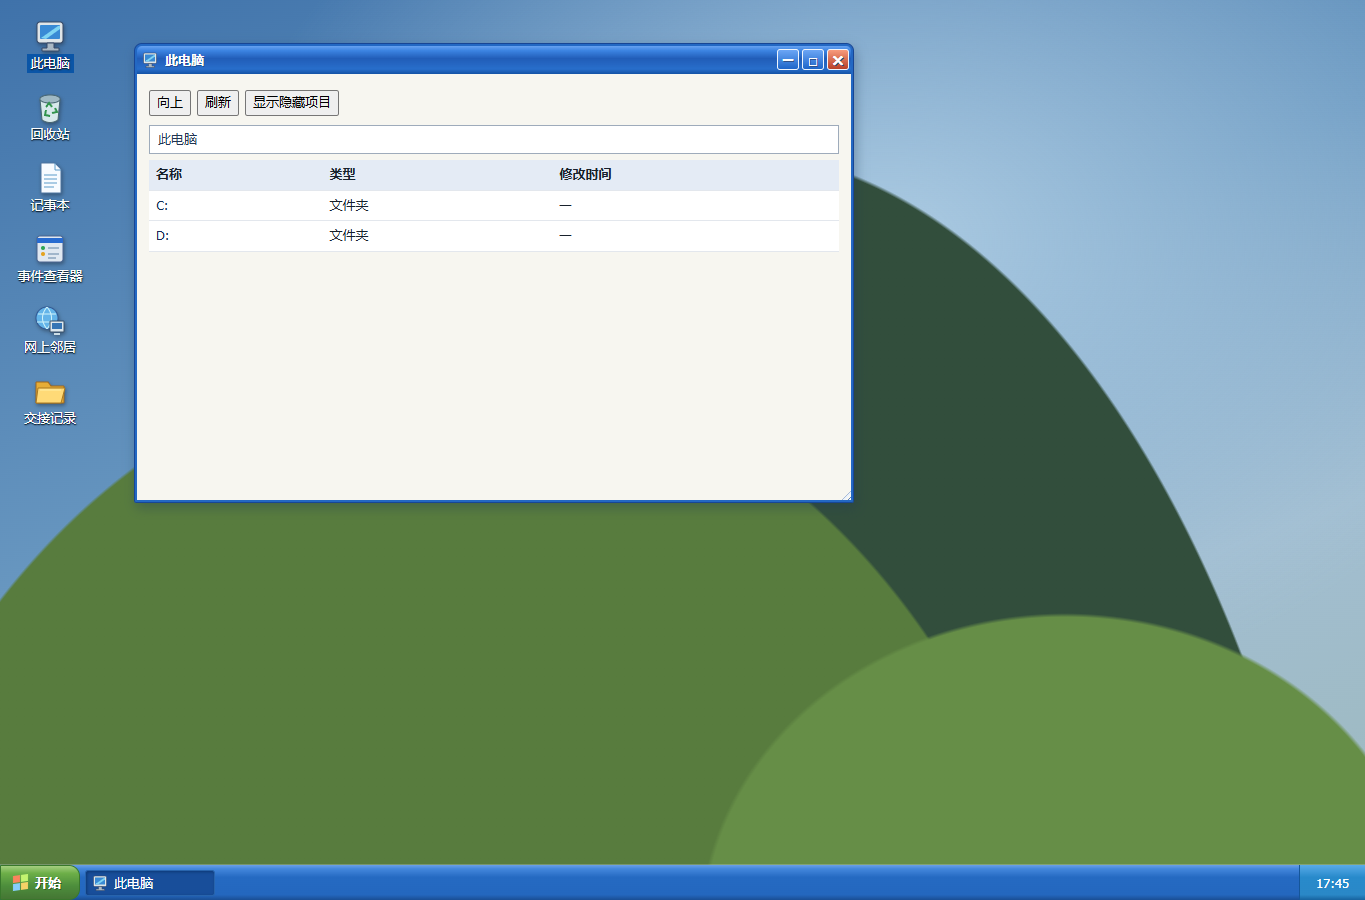 此电脑
回收站
记事本
事件查看器
网上邻居
交接记录
此电脑
向上 刷新 显示隐藏项目
此电脑
名称 类型 修改时间
C: 文件夹 —
D: 文件夹 —
开始 此电脑 17:45